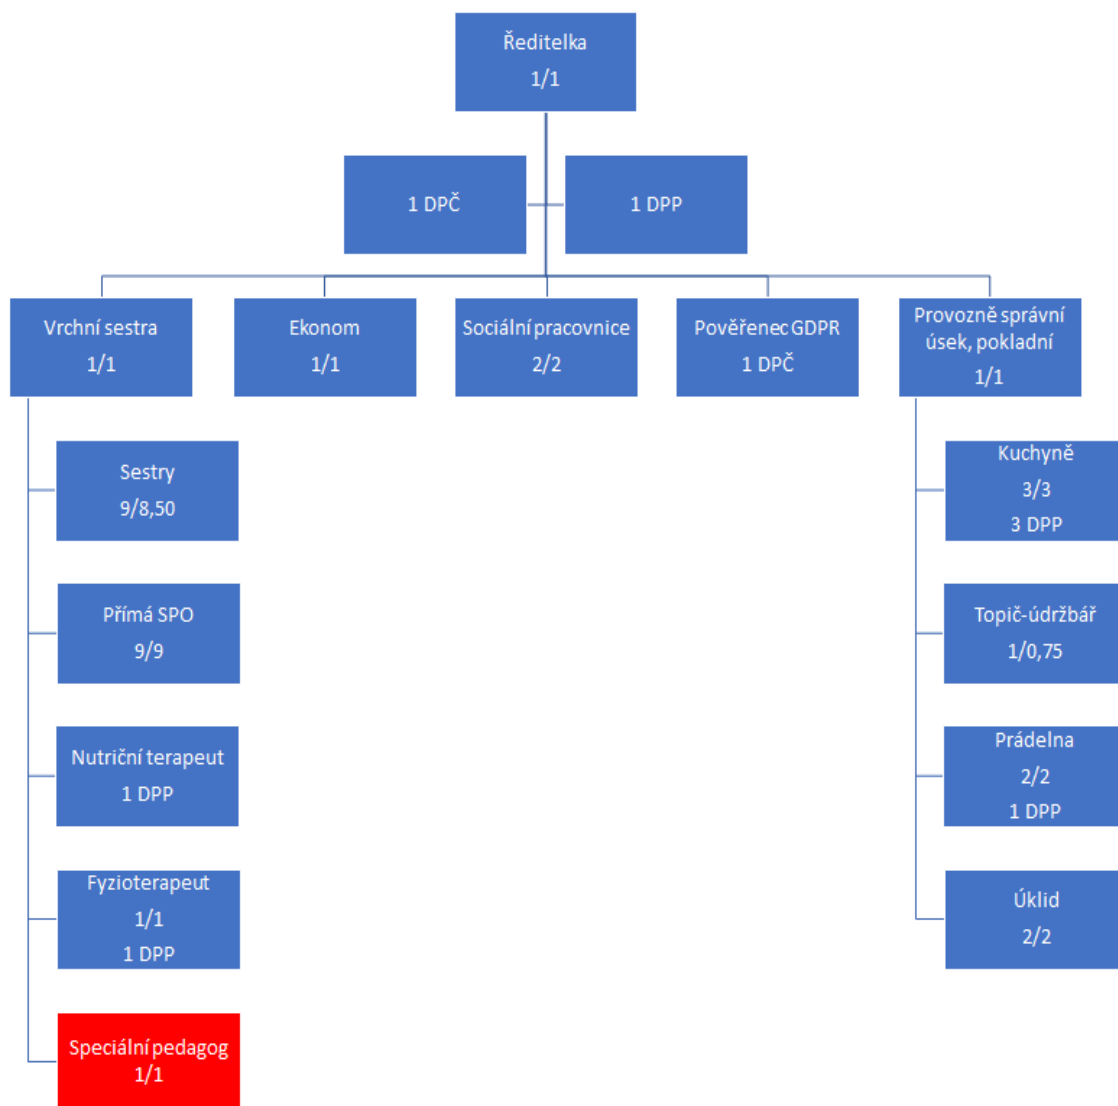 Ředitelka
1/1
1 DPČ
1 DPP
Vrchní sestra
1/1
Ekonom
1/1
Sociální pracovnice
2/2
Pověřenec GDPR
1 DPČ
Provozně správní
úsek, pokladní
1/1
Sestry
9/8,50
Přímá SPO
9/9
Nutriční terapeut
1 DPP
Fyzioterapeut
1/1
1 DPP
Speciální pedagog
1/1
Kuchyně
3/3
3 DPP
Topič-údržbář
1/0,75
Prádelna
2/2
1 DPP
Úklid
2/2